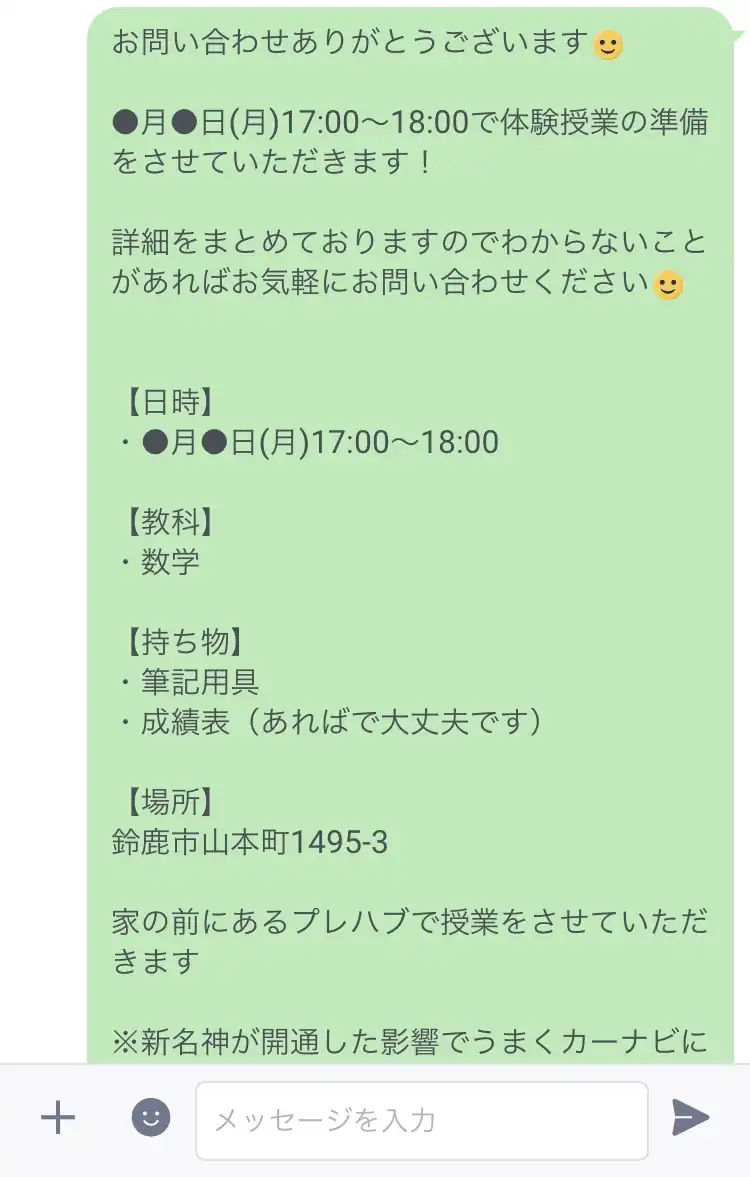 お問い合わせありがとうございます🙂
●月●日(月)17:00〜18:00で体験授業の準備
をさせていただきます！
詳細をまとめておりますのでわからないこと
があればお気軽にお問い合わせください🙂
【日時】
・●月●日(月)17:00〜18:00
【教科】
・数学
【持ち物】
・筆記用具
・成績表（あればで大丈夫です）
【場所】
鈴鹿市山本町1495-3
家の前にあるプレハブで授業をさせていただ
きます
※新名神が開通した影響でうまくカーナビに
メッセージを入力